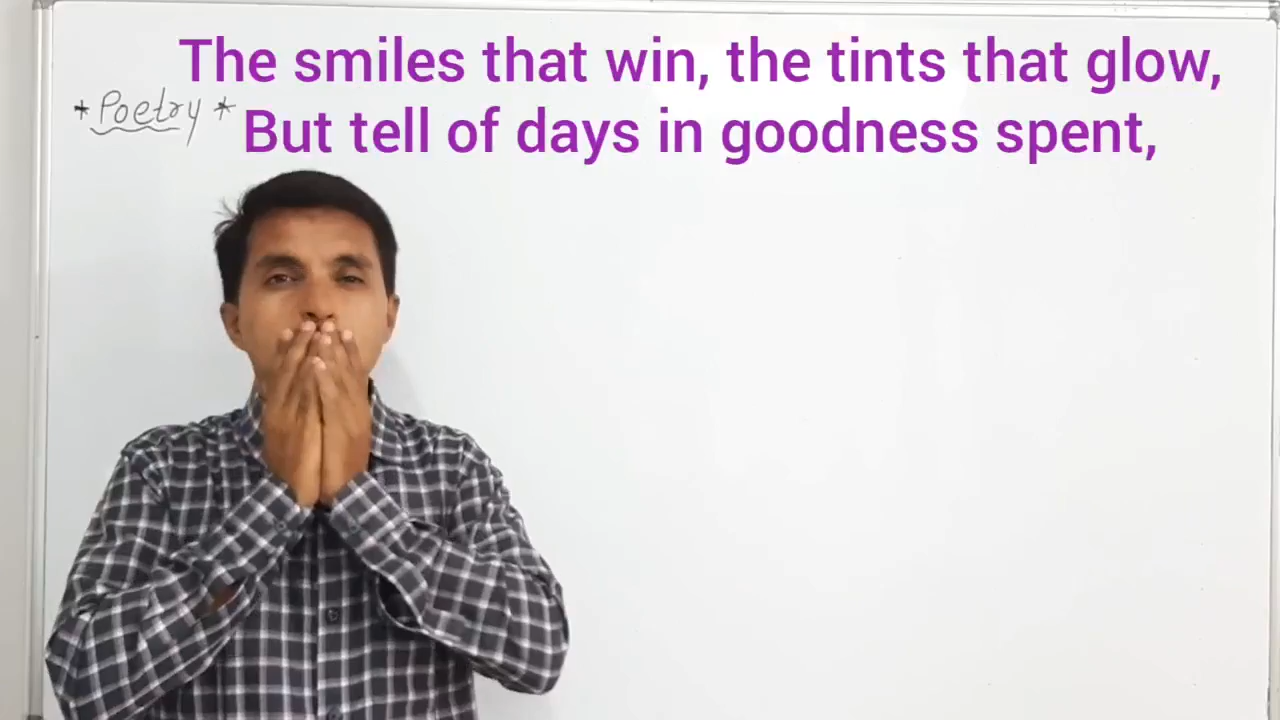 The smiles that win, the tints that glow,
*Poetry*
But tell of days in goodness spent,